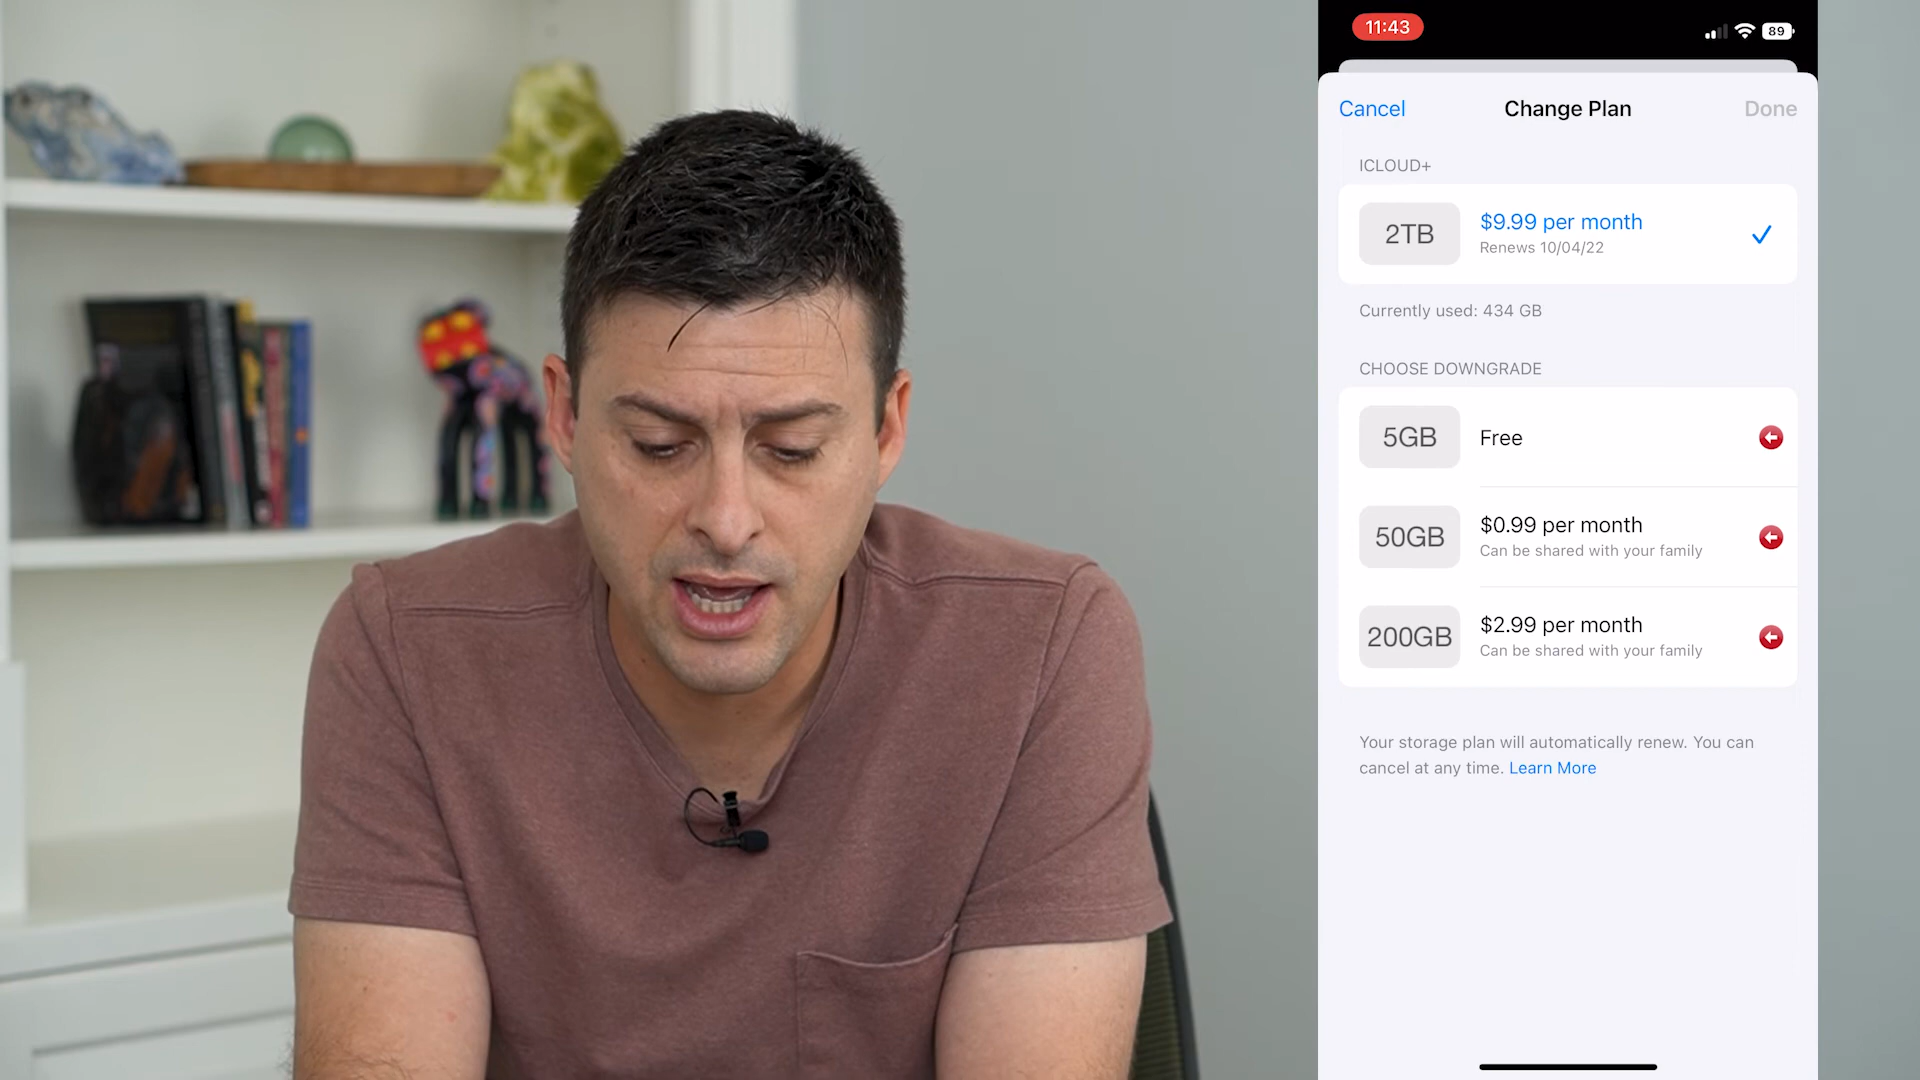 11:43
89
Cancel
Change Plan
Done
ICLOUD+
2TB
$9.99 per month
Renews 10/04/22
Currently used: 434 GB
CHOOSE DOWNGRADE
5GB
Free
50GB
$0.99 per month
Can be shared with your family
200GB
$2.99 per month
Can be shared with your family
Your storage plan will automatically renew. You can
cancel at any time. Learn More